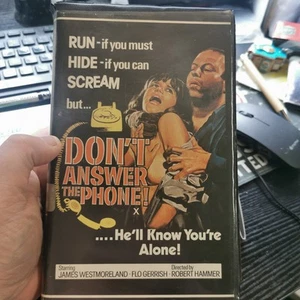 RUN-if you must
HIDE-if you can
SCREAM
but...
DON'T
ANSWER
THE PHONE!
X
....He'll Know You're
Alone!
Starring
JAMES WESTMORELAND · FLO GERRISH ·
Directed by
ROBERT HAMMER